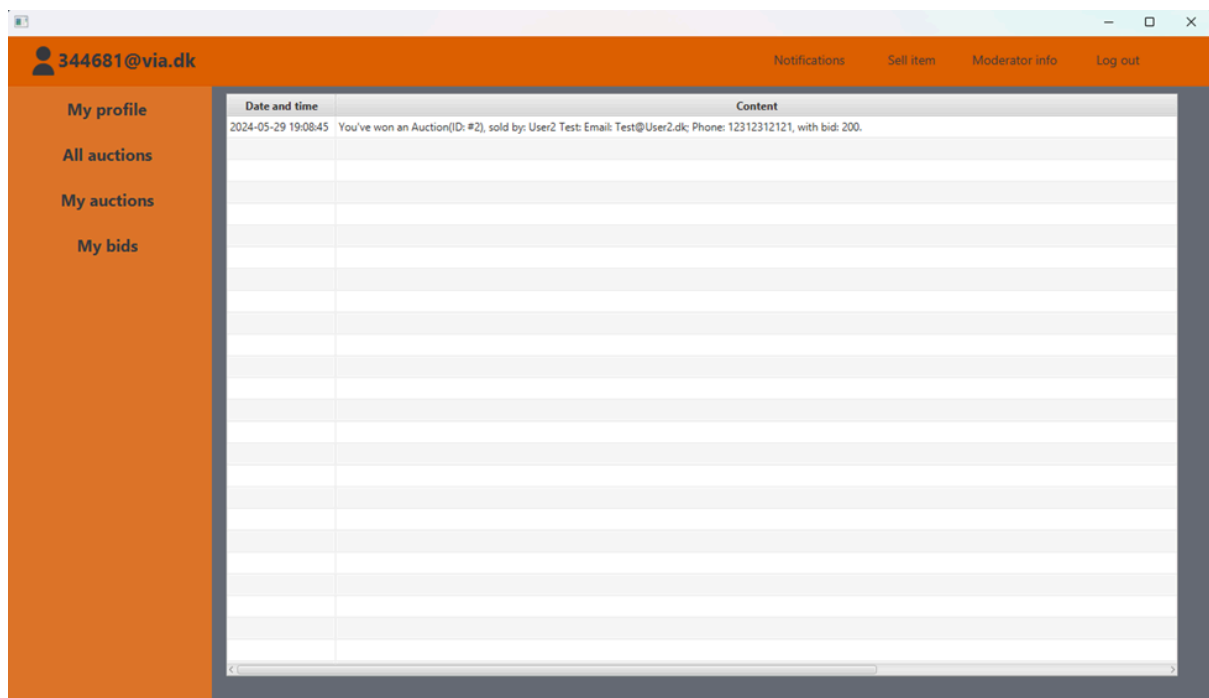 344681@via.dk
Notifications Sell item Moderator info Log out
My profile
All auctions
My auctions
My bids
Date and time Content
2024-05-29 19:08:45 You've won an Auction(ID: #2), sold by: User2 Test: Email: Test@User2.dk; Phone: 12312312121, with bid: 200.